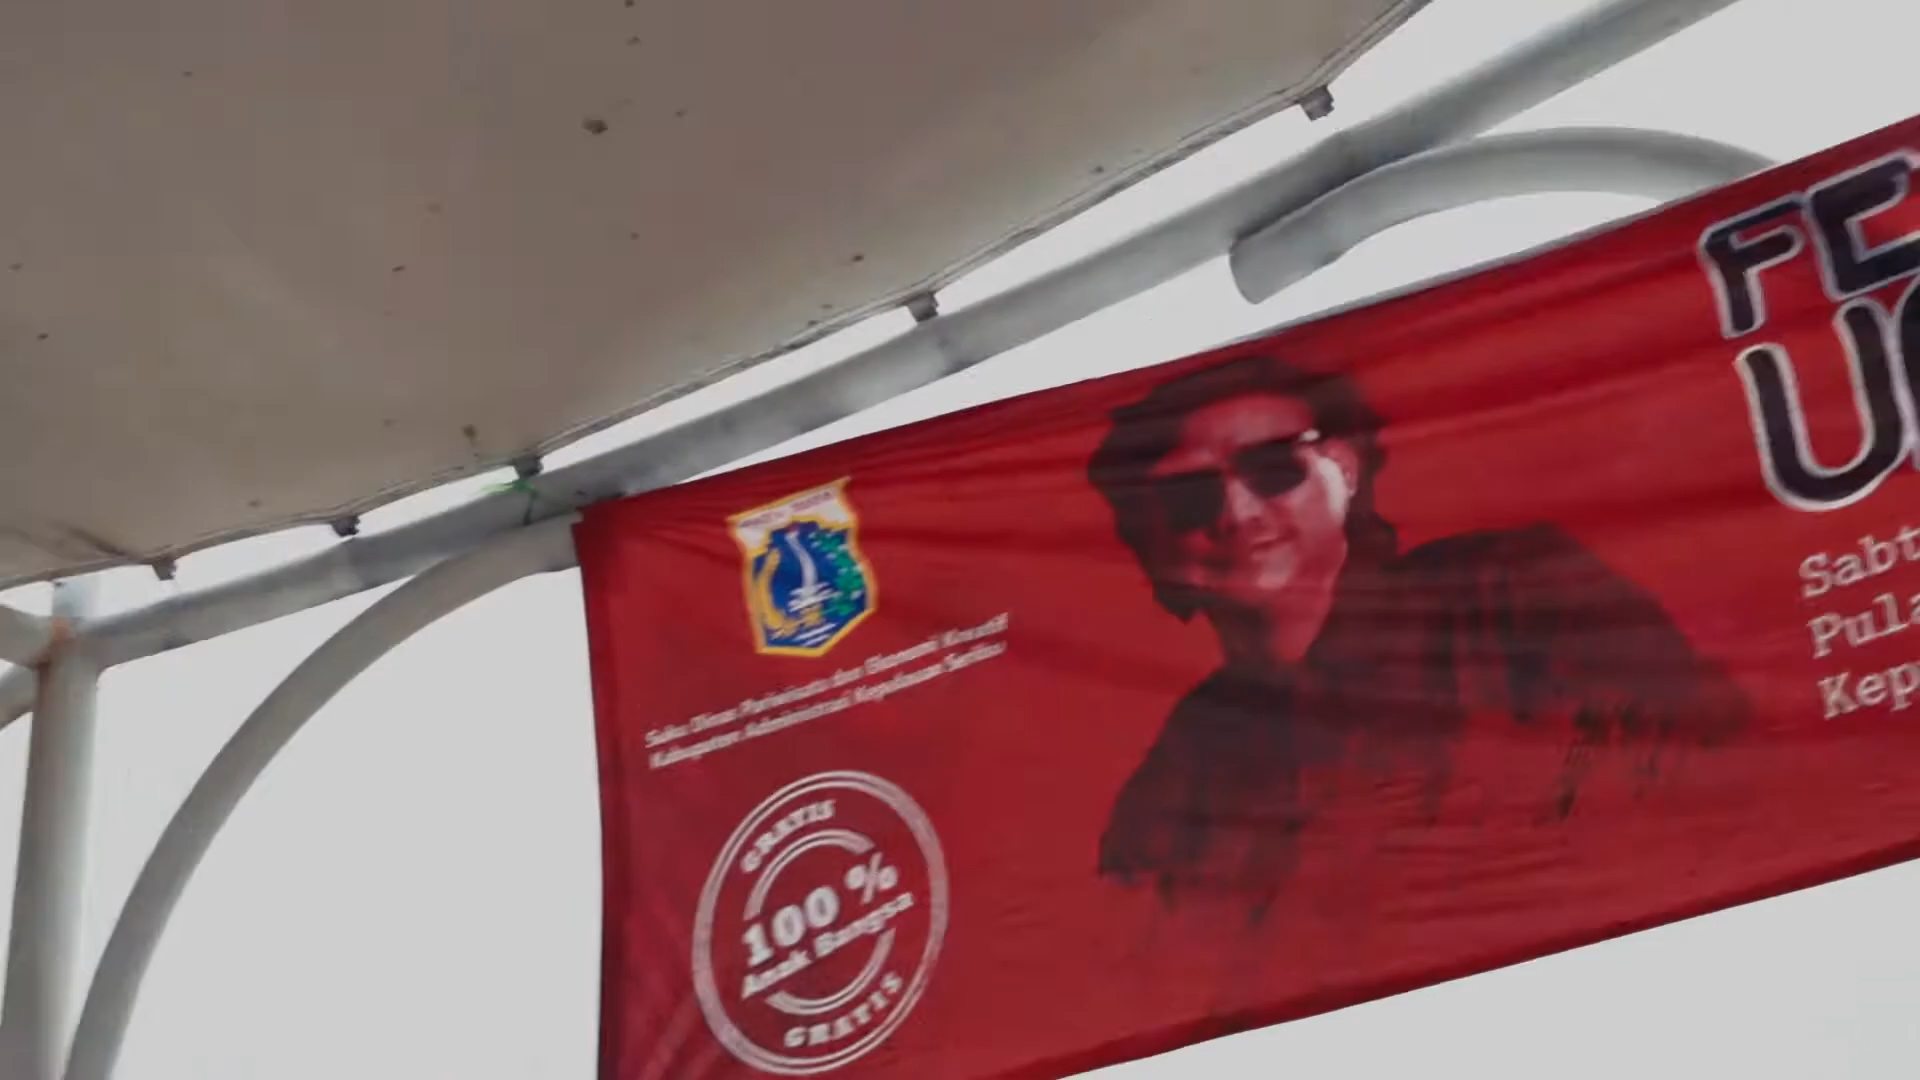 Suku Dinas Pariwisata dan Ekonomi Kreatif
Kabupaten Administrasi Kepulauan Seribu
GRATIS
100 %
Anak Bangsa
GRATIS
FE
U
Sabt
Pula
Kep